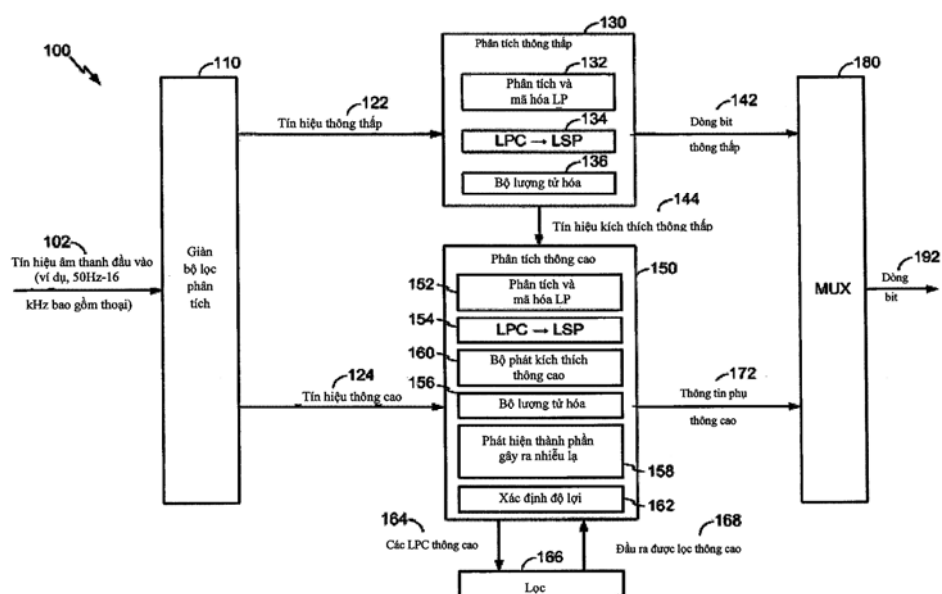 100
110
122
Tín hiệu thông thấp
130
Phân tích thông thấp
132
Phân tích và
mã hóa LP
134
LPC → LSP
136
Bộ lượng tử hóa
142
Dòng bit
thông thấp
180
MUX
144
Tín hiệu kích thích thông thấp
102
Tín hiệu âm thanh đầu vào
(ví dụ, 50Hz-16
kHz bao gồm thoại)
Giàn
bộ lọc
phân
tích
Phân tích thông cao
150
152
Phân tích và
mã hóa LP
154
LPC → LSP
160
Bộ phát kích thích
thông cao
156
Bộ lượng tử hóa
124
Tín hiệu thông cao
Phát hiện thành phần
gây ra nhiễu lạ
158
Xác định độ lợi
162
172
Thông tin phụ
thông cao
192
Dòng
bit
164
Các LPC thông cao
168
Đầu ra được lọc thông cao
166
Lọc